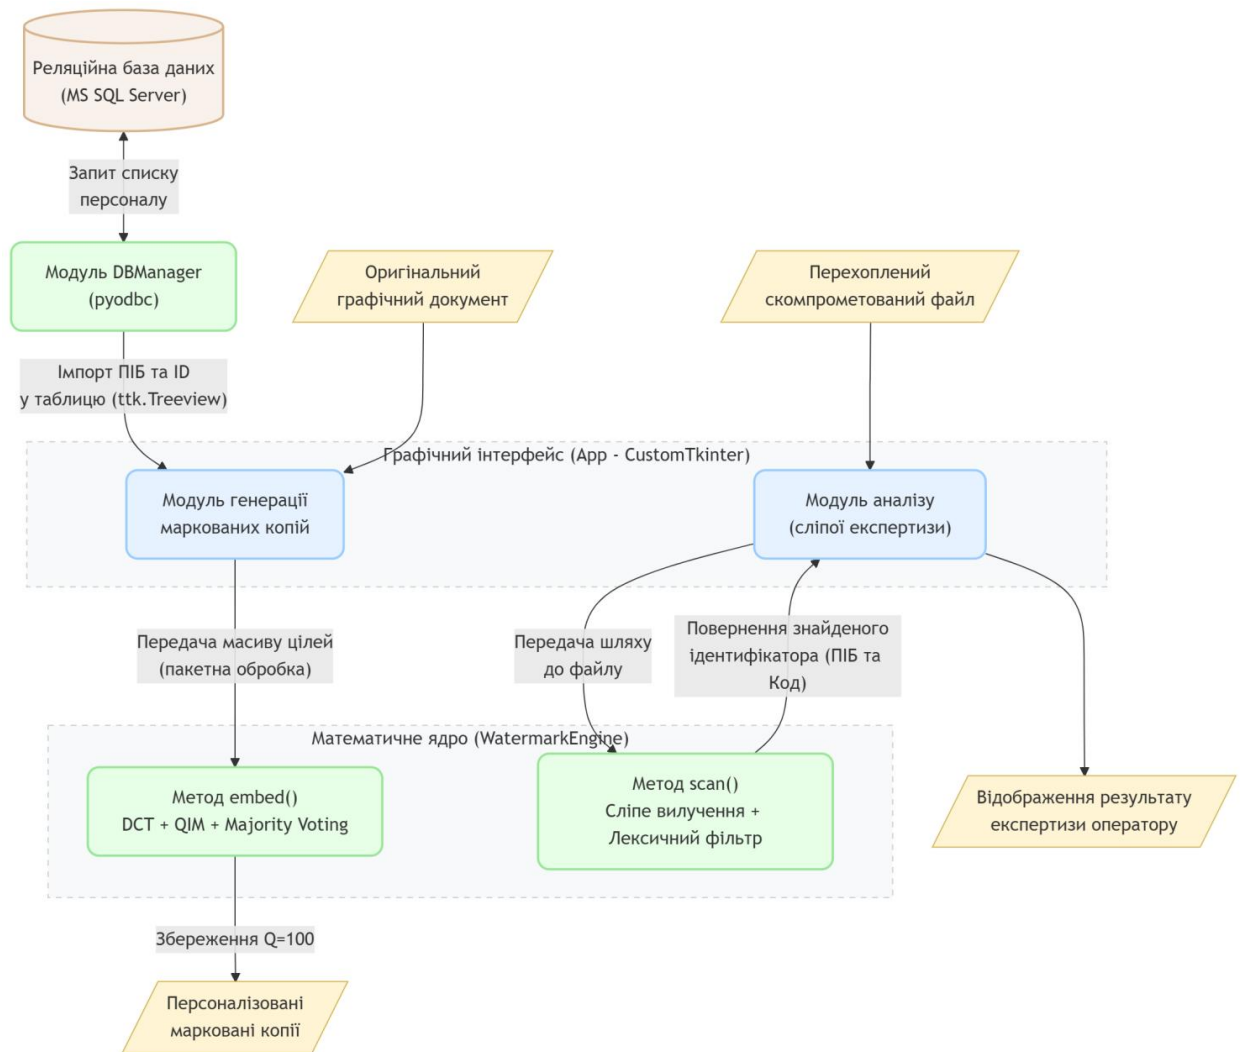 Реляційна база даних
(MS SQL Server)
Запит списку
персоналу
Модуль DBManager
(pyodbc)
Оригінальний
графічний документ
Перехоплений
скомпрометований файл
Імпорт ПІБ та ID
у таблицю (ttk.Treeview)
Графічний інтерфейс (App - CustomTkinter)
Модуль генерації
маркованих копій
Модуль аналізу
(сліпої експертизи)
Передача масиву цілей
(пакетна обробка)
Передача шляху
до файлу
Повернення знайденого
ідентифікатора (ПІБ та
Код)
Математичне ядро (WatermarkEngine)
Метод embed()
DCT + QIM + Majority Voting
Метод scan()
Сліпе вилучення +
Лексичний фільтр
Відображення результату
експертизи оператору
Збереження Q=100
Персоналізовані
марковані копії